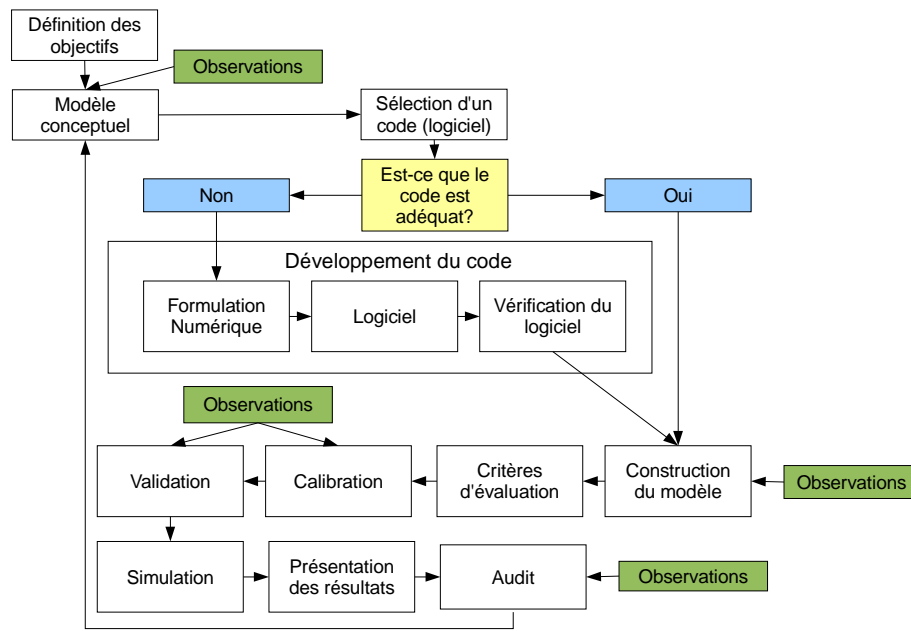 Définition des
objectifs
Observations
Modèle
conceptuel
Sélection d'un
code (logiciel)
Est-ce que le
code est
adéquat?
Non
Oui
Développement du code
Formulation
Numérique
Logiciel
Vérification du
logiciel
Observations
Validation
Calibration
Critères
d'évaluation
Construction
du modèle
Observations
Simulation
Présentation
des résultats
Audit
Observations